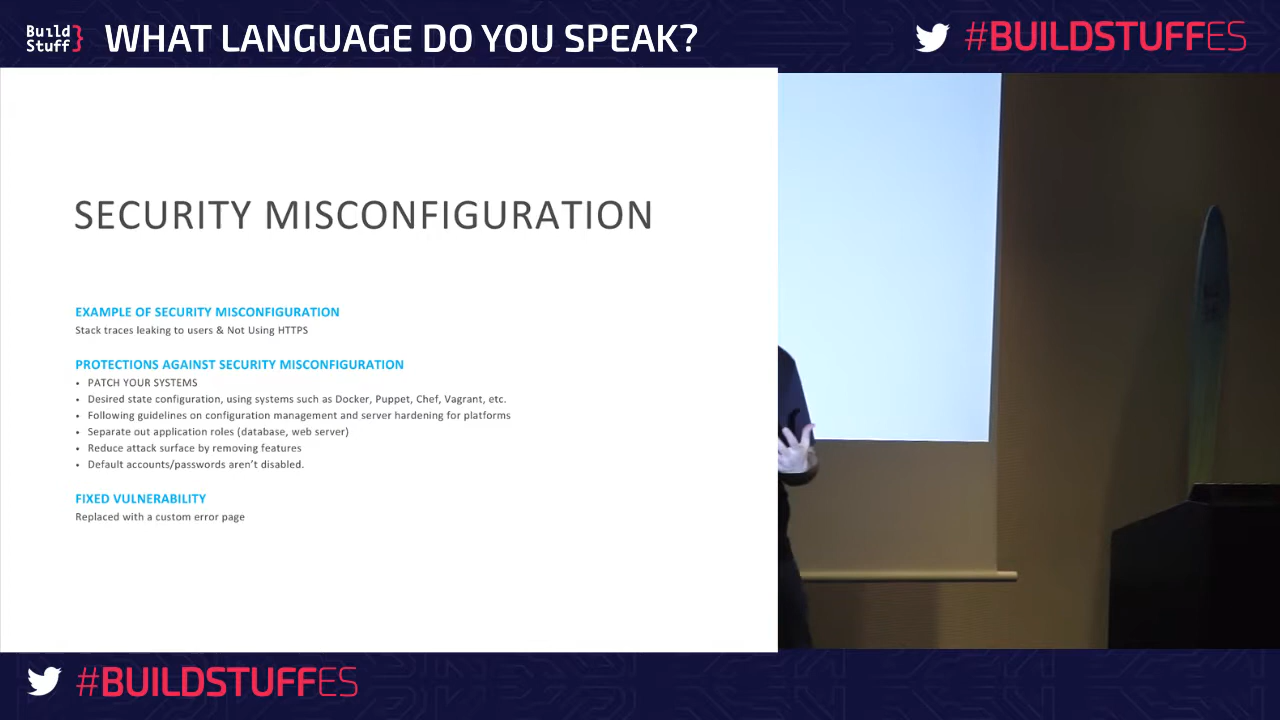 Build Stuff}
WHAT LANGUAGE DO YOU SPEAK?
#BUILDSTUFFES
SECURITY MISCONFIGURATION
EXAMPLE OF SECURITY MISCONFIGURATION
Stack traces leaking to users & Not Using HTTPS
PROTECTIONS AGAINST SECURITY MISCONFIGURATION
• PATCH YOUR SYSTEMS
• Desired state configuration, using systems such as Docker, Puppet, Chef, Vagrant, etc.
• Following guidelines on configuration management and server hardening for platforms
• Separate out application roles (database, web server)
• Reduce attack surface by removing features
• Default accounts/passwords aren't disabled.
FIXED VULNERABILITY
Replaced with a custom error page
#BUILDSTUFFES